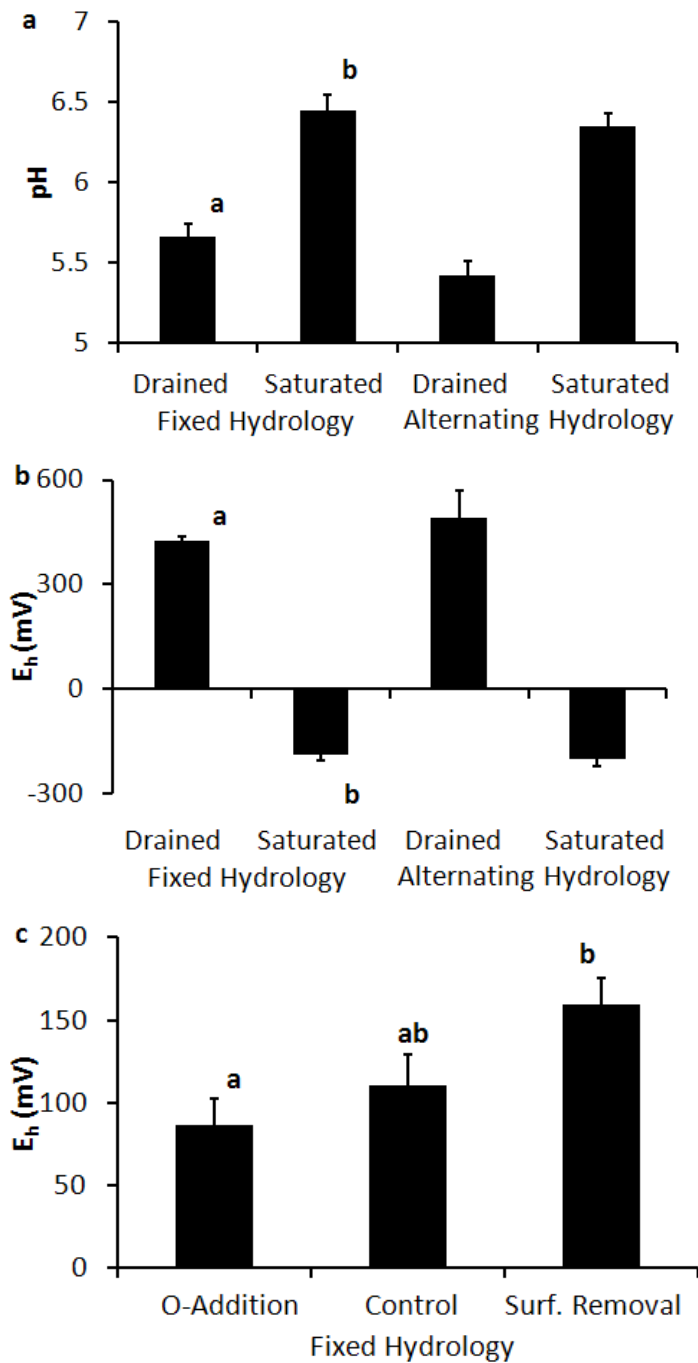 a
7
b
6.5
pH
6
a
5.5
5
Drained Saturated Drained Saturated
Fixed Hydrology Alternating Hydrology
b
600
a
300
Eh (mV)
0
-300
b
Drained Saturated Drained Saturated
Fixed Hydrology Alternating Hydrology
c
200
b
150
ab
Eh (mV)
100
a
50
0
O-Addition Control Surf. Removal
Fixed Hydrology